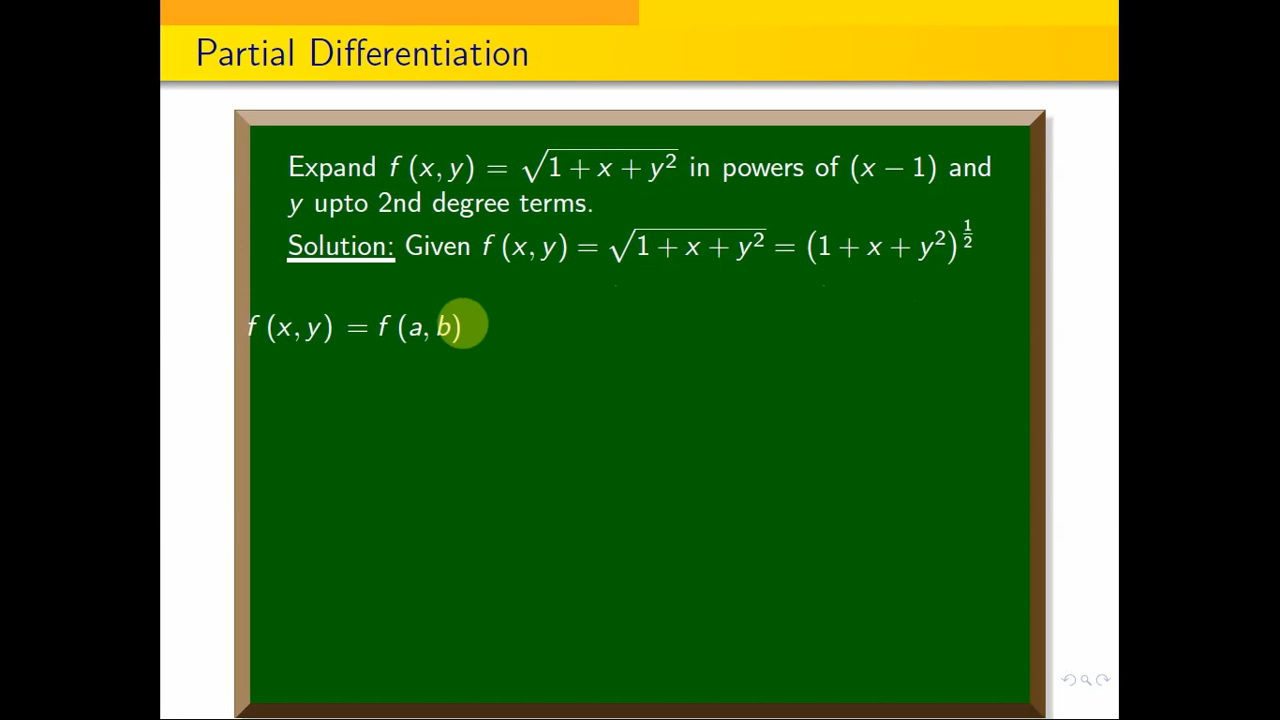 Partial Differentiation
Expand f (x, y) = √(1 + x + y²) in powers of (x − 1) and
y upto 2nd degree terms.
Solution: Given f (x, y) = √(1 + x + y²) = (1 + x + y²)^(1/2)
f (x, y) = f (a, b)